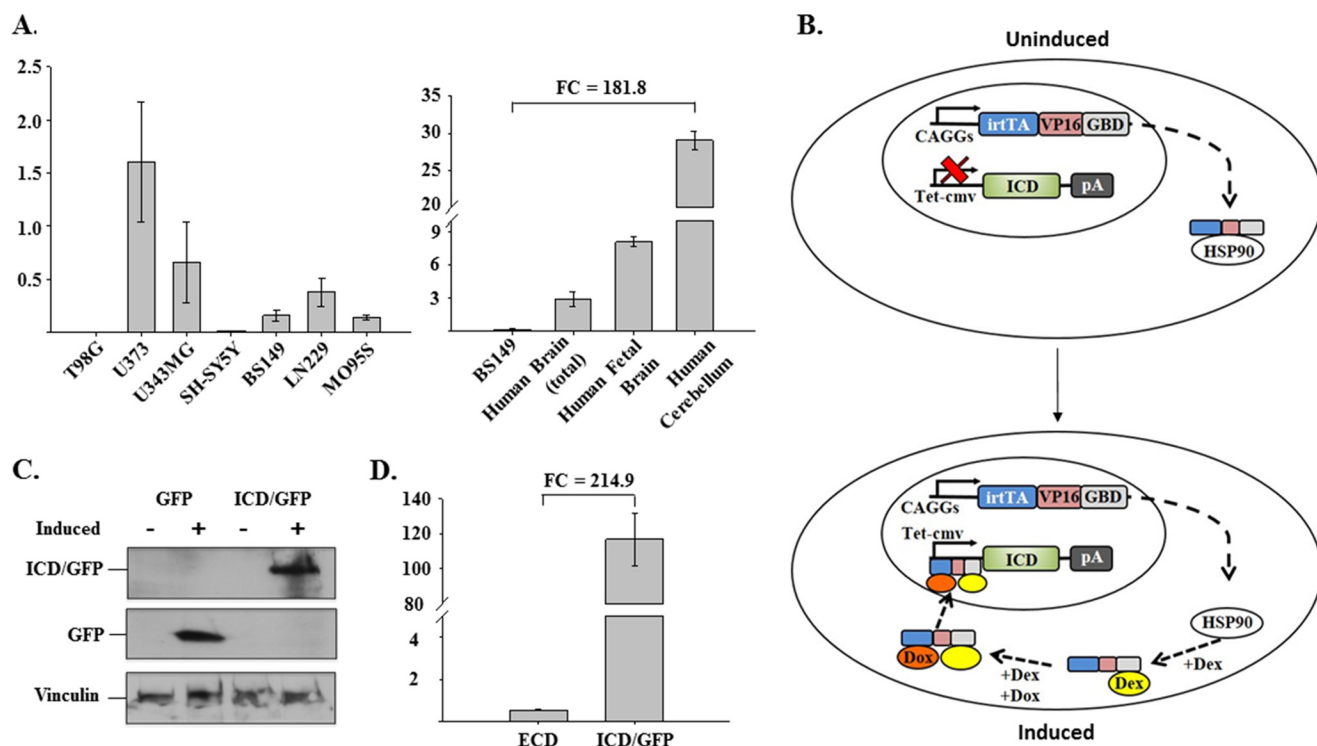 A.
2.5
2.0
1.5
1.0
0.5
T98G
U373
U343MG
SH-SY5Y
BS149
LN229
MO95S
FC = 181.8
35
30
25
20
9
6
3
BS149
Human Brain
(total)
Human Fetal
Brain
Human
Cerebellum
B.
Uninduced
CAGGs
irtTA
VP16
GBD
Tet-cmv
ICD
pA
HSP90
CAGGs
irtTA
VP16
GBD
Tet-cmv
ICD
pA
HSP90
+Dex
Dex
+Dex
+Dox
Dox
Induced
C.
GFP ICD/GFP
Induced - + - +
ICD/GFP
GFP
Vinculin
D.
FC = 214.9
140
120
100
80
4
2
ECD
ICD/GFP